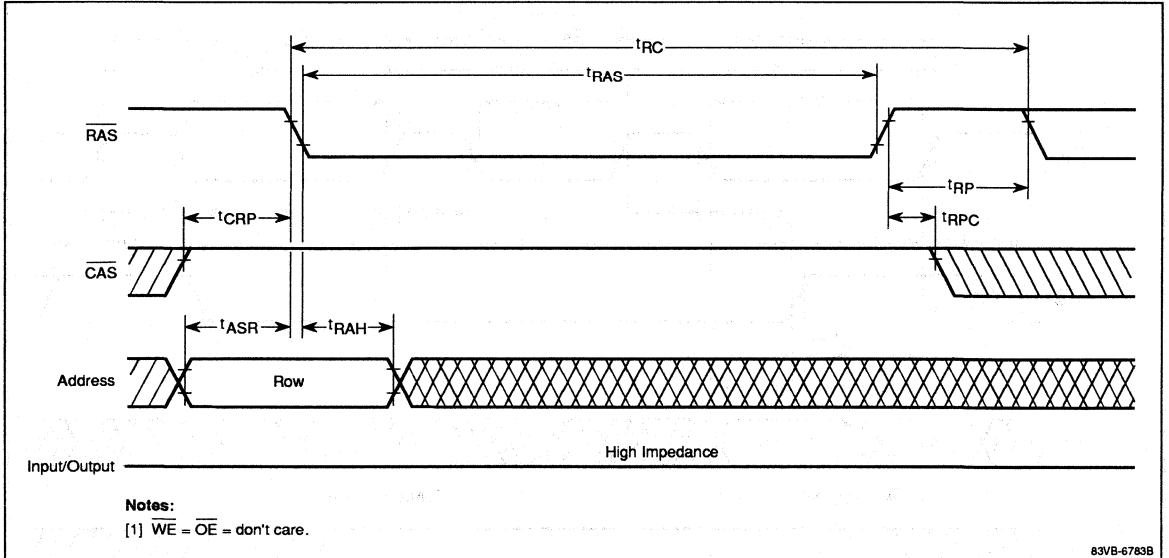 tRC
tRAS
RAS
tRP
tCRP
tRPC
CAS
tASR
tRAH
Address
Row
High Impedance
Input/Output
Notes:
[1] WE = OE = don't care.
83VB-6783B